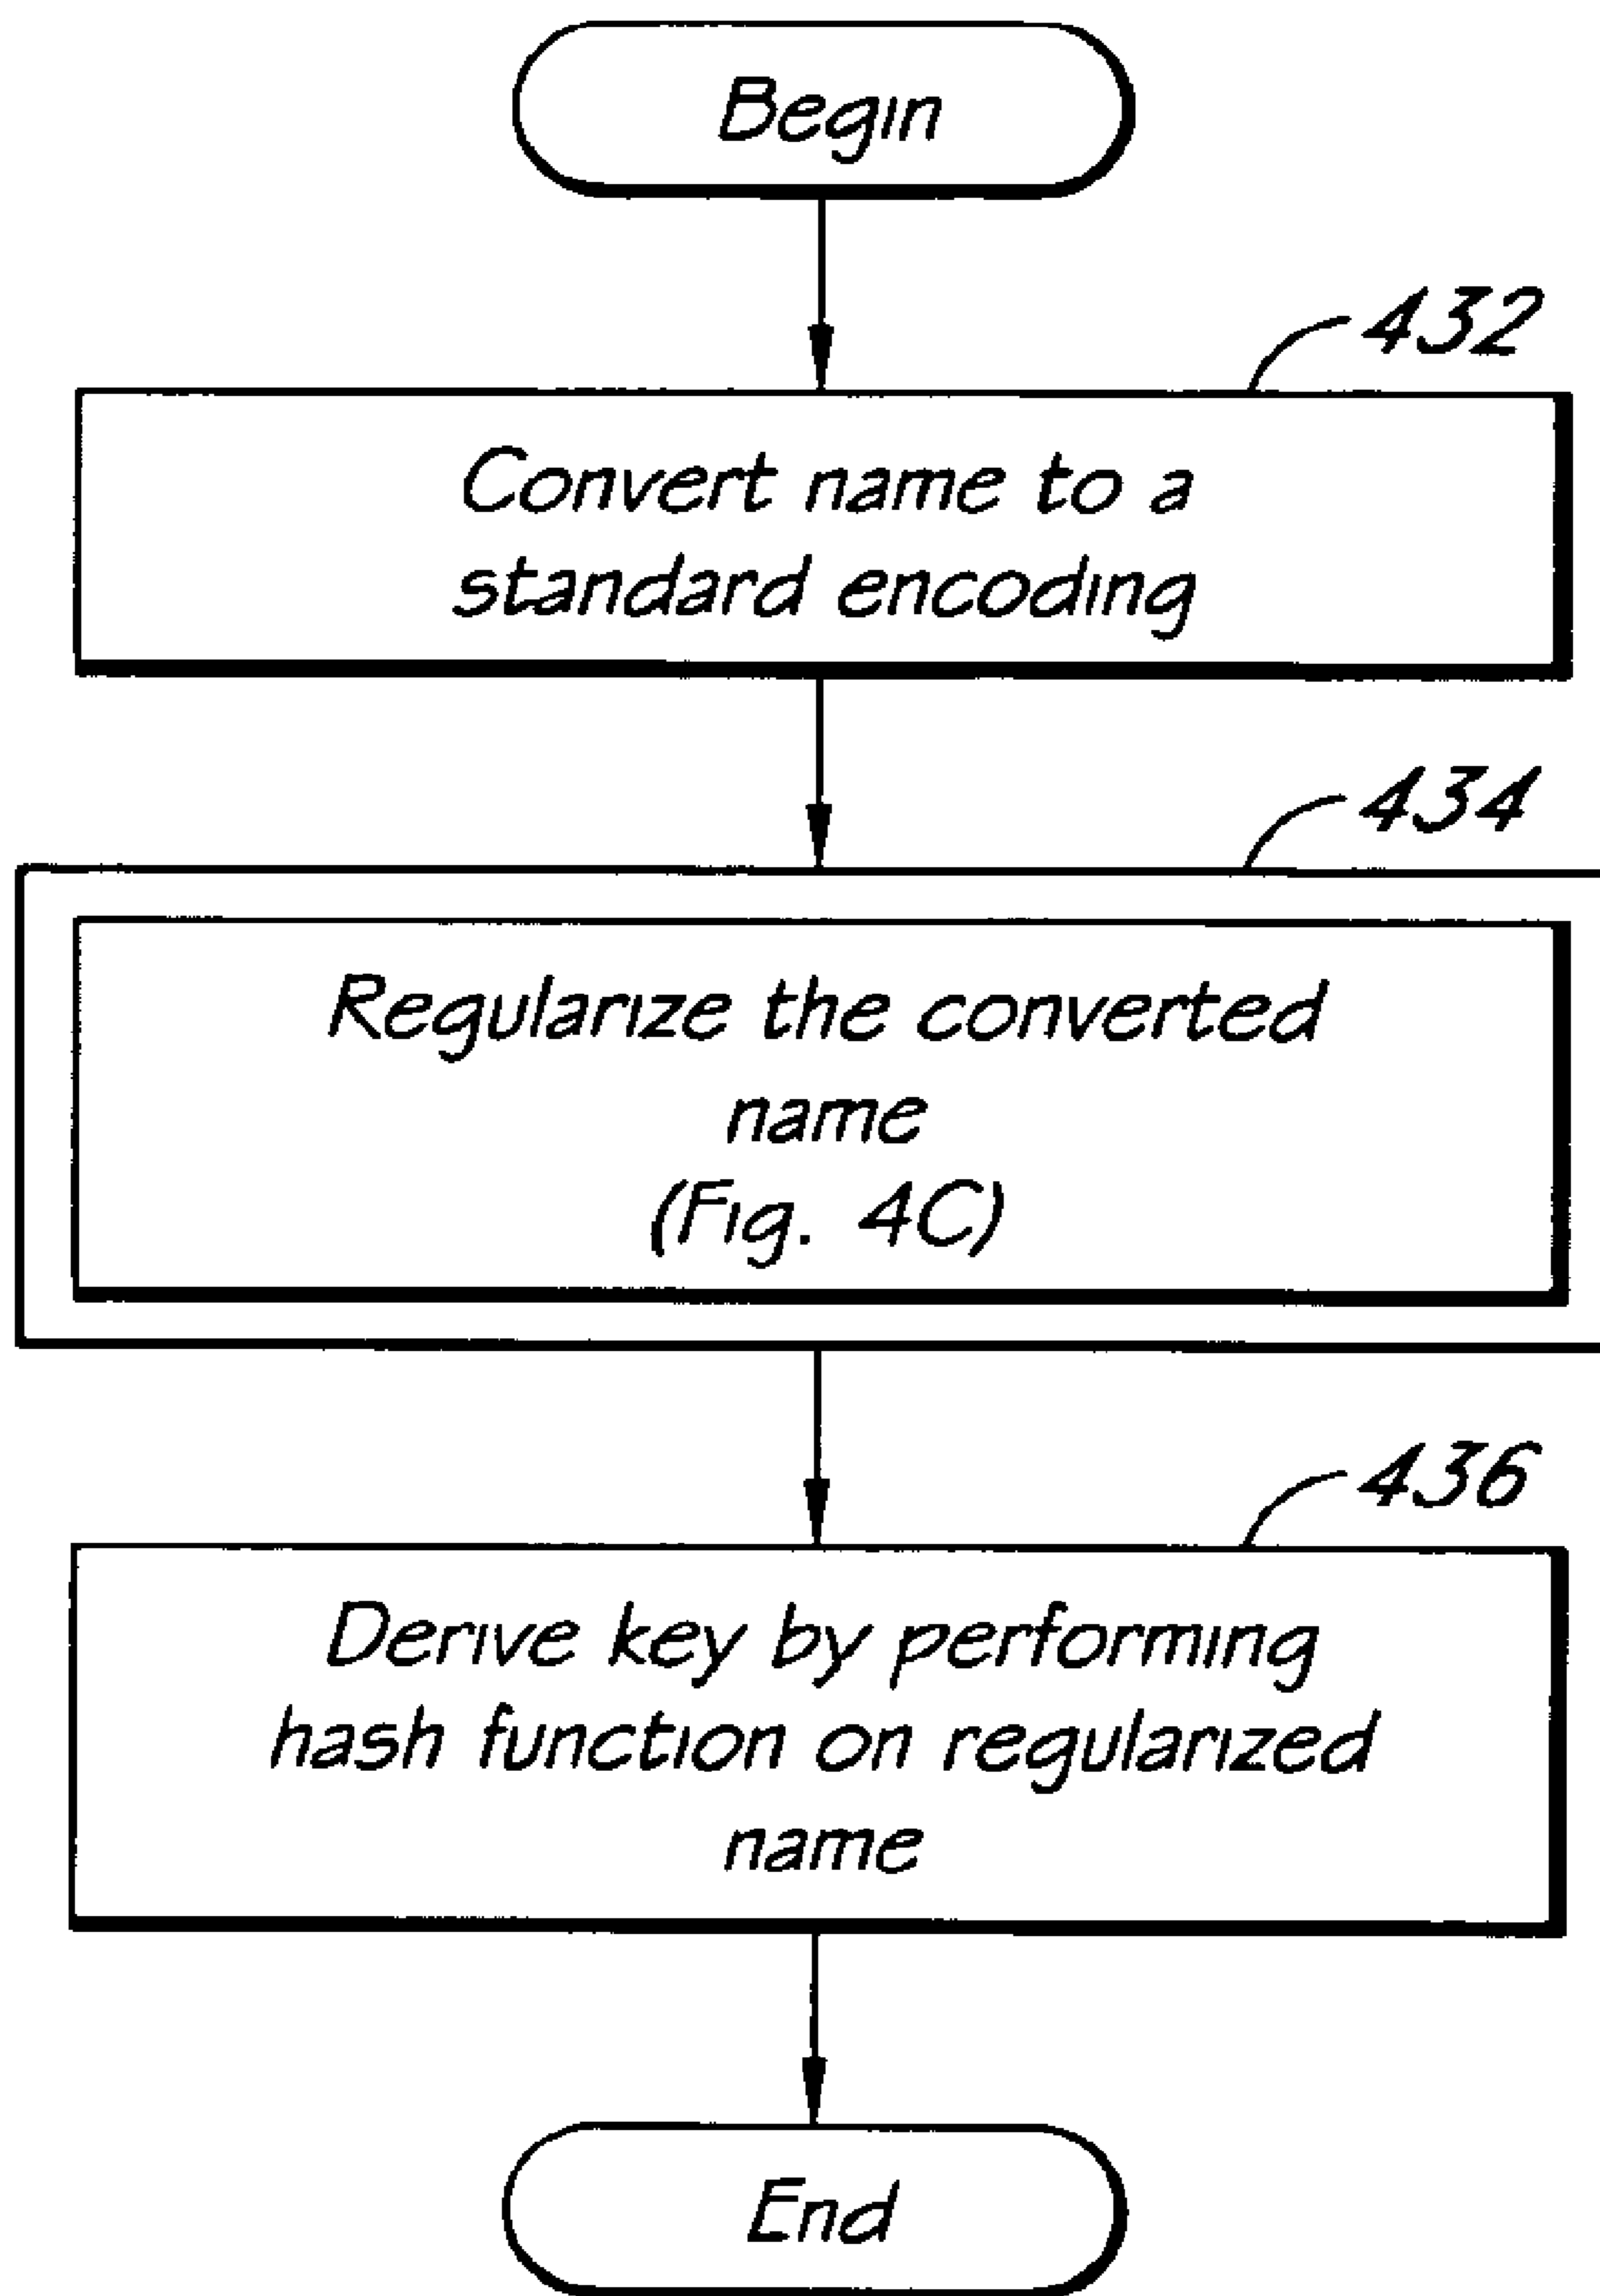 Begin
432
Convert name to a
standard encoding
434
Regularize the converted
name
(Fig. 4C)
436
Derive key by performing
hash function on regularized
name
End